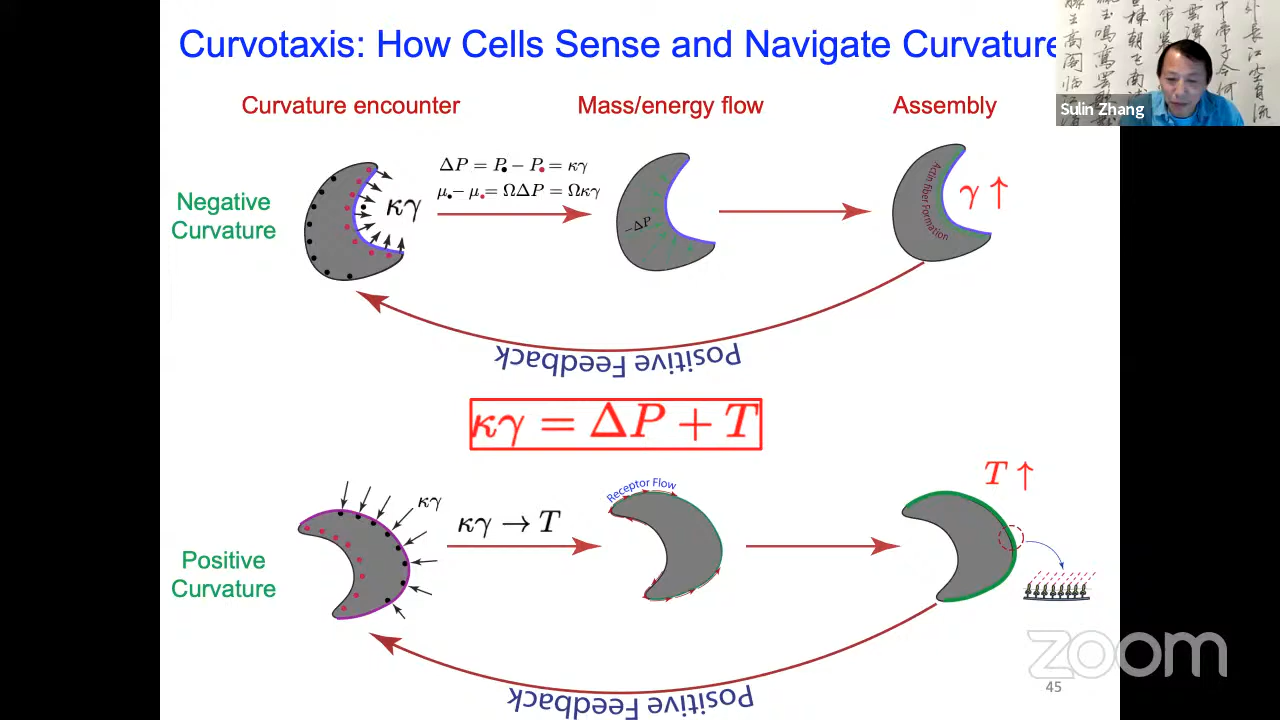 Curvotaxis: How Cells Sense and Navigate Curvature
Sulin Zhang
Curvature encounter
Mass/energy flow
Assembly
Negative
Curvature
κγ
ΔP = P• − P• = κγ
μ• − μ• = ΩΔP = Ωκγ
−ΔP
Actin fiber Formation
γ ↑
Positive Feedback
κγ = ΔP + T
Positive
Curvature
κγ
κγ → T
Receptor Flow
T ↑
Positive Feedback
zoom
45